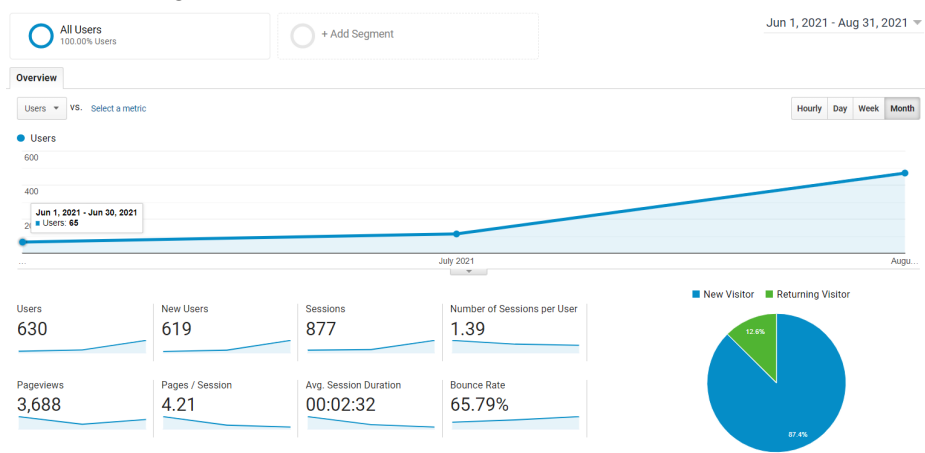 All Users
100.00% Users
+ Add Segment
Jun 1, 2021 - Aug 31, 2021
Overview
Users VS. Select a metric
Hourly Day Week Month
Users
600
400
Jun 1, 2021 - Jun 30, 2021
Users: 65
...
July 2021
Augu...
New Visitor Returning Visitor
Users
630
New Users
619
Sessions
877
Number of Sessions per User
1.39
Pageviews
3,688
Pages / Session
4.21
Avg. Session Duration
00:02:32
Bounce Rate
65.79%
12.6%
87.4%